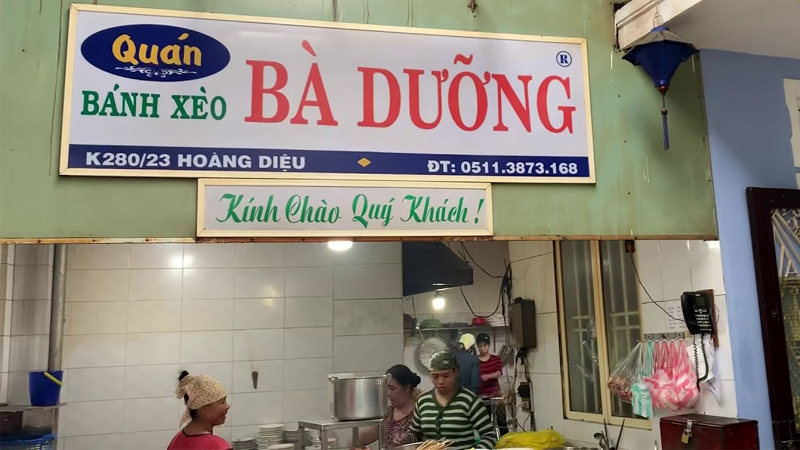 Quán
BÁNH XÈO
BÀ DƯỠNG ®
K280/23 HOÀNG DIỆU ĐT: 0511.3873.168
Kính Chào Quý Khách!